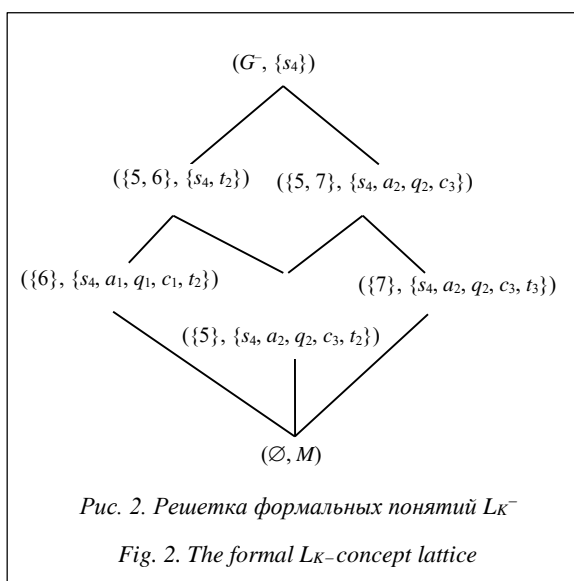 (G⁻, {s₄})
({5, 6}, {s₄, t₂}) ({5, 7}, {s₄, a₂, q₂, c₃})
({6}, {s₄, a₁, q₁, c₁, t₂}) ({7}, {s₄, a₂, q₂, c₃, t₃})
({5}, {s₄, a₂, q₂, c₃, t₂})
(∅, M)
Рис. 2. Решетка формальных понятий L_K⁻
Fig. 2. The formal L_K₋concept lattice